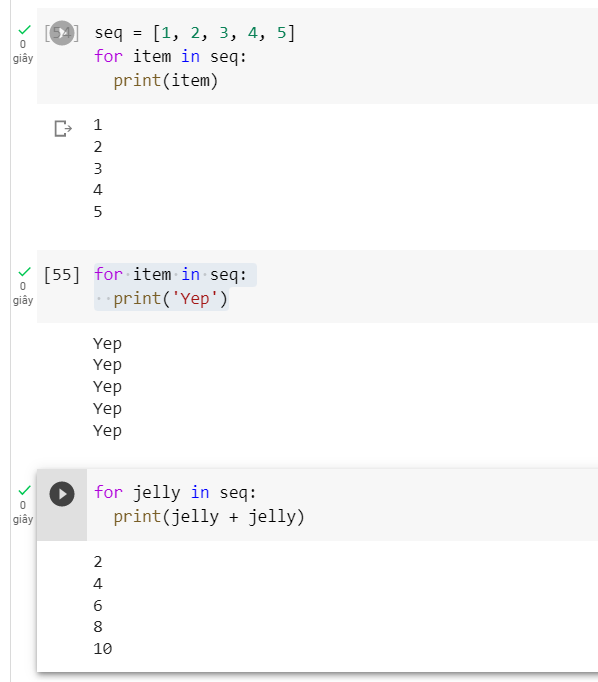 [54] seq = [1, 2, 3, 4, 5]
0
giây
for item in seq:
  print(item)
1
2
3
4
5
[55] for item in seq:
0
giây
  print('Yep')
Yep
Yep
Yep
Yep
Yep
for jelly in seq:
0
giây
  print(jelly + jelly)
2
4
6
8
10